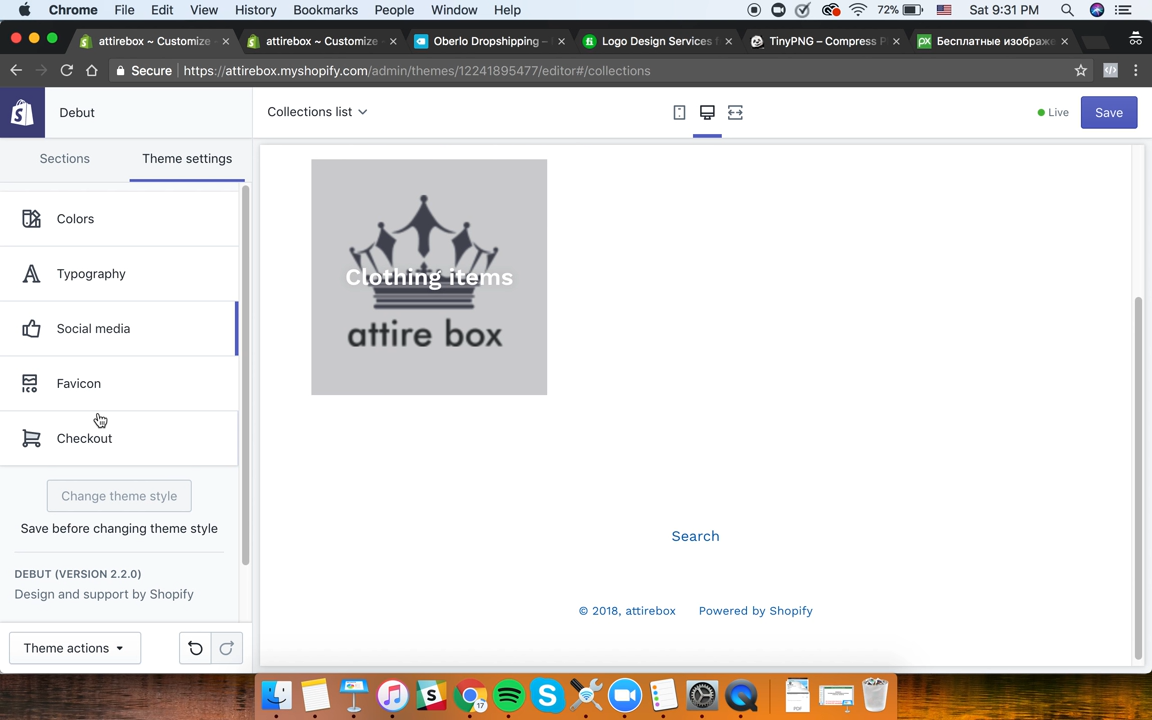 Chrome File Edit View History Bookmarks People Window Help 72% Sat 9:31 PM
attirebox ~ Customize attirebox ~ Customize Oberlo Dropshipping – Logo Design Services TinyPNG – Compress P Бесплатные изображе
Secure https://attirebox.myshopify.com/admin/themes/12241895477/editor#/collections
Debut Collections list Live Save
Sections Theme settings
Colors
Typography
Social media
Favicon
Checkout
Change theme style
Save before changing theme style
DEBUT (VERSION 2.2.0)
Design and support by Shopify
Theme actions
Clothing items
attire box
Search
© 2018, attirebox Powered by Shopify
17